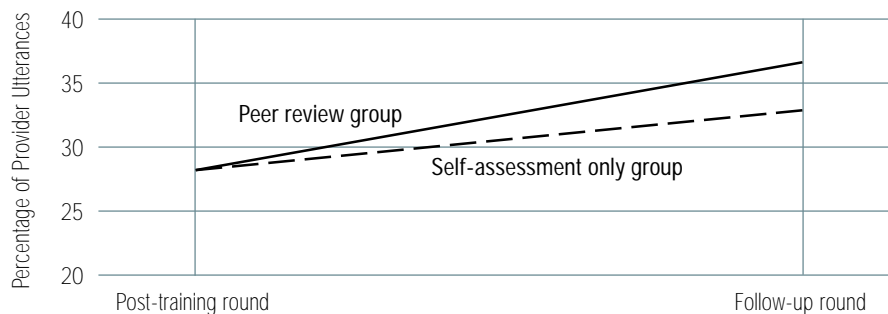 Percentage of Provider Utterances
40
35
30
25
20
Peer review group
Self-assessment only group
Post-training round
Follow-up round